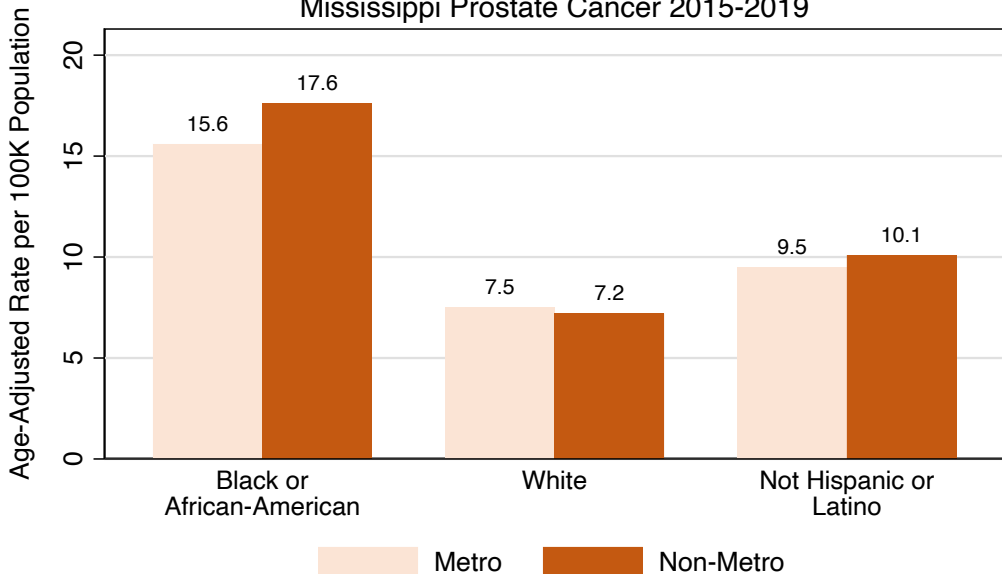 Mississippi Prostate Cancer 2015-2019
Age-Adjusted Rate per 100K Population
20
15
10
5
0
15.6
17.6
7.5
7.2
9.5
10.1
Black or
African-American
White
Not Hispanic or
Latino
Metro
Non-Metro